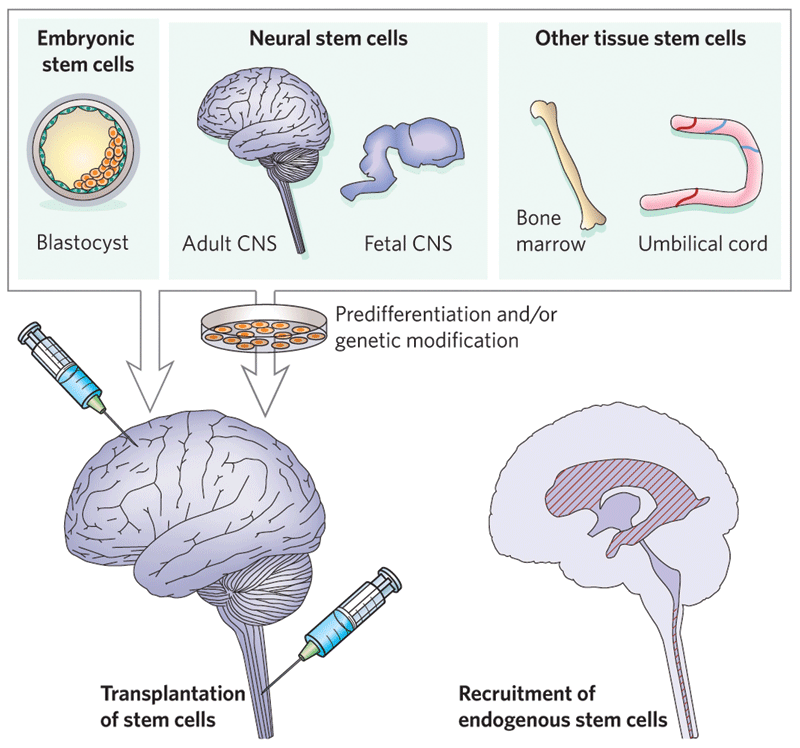 Embryonic
stem cells
Neural stem cells
Other tissue stem cells
Blastocyst
Adult CNS
Fetal CNS
Bone
marrow
Umbilical cord
Predifferentiation and/or
genetic modification
Transplantation
of stem cells
Recruitment of
endogenous stem cells